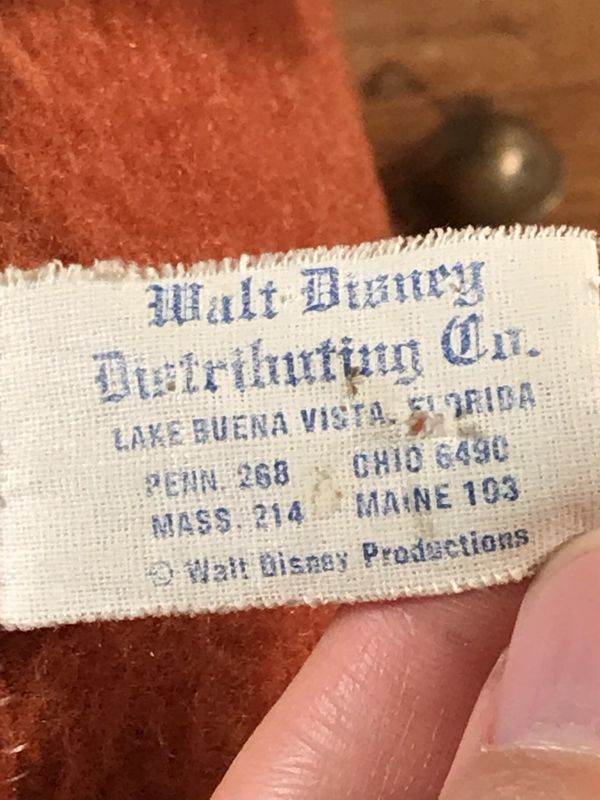 Walt Disney
Distributing Co.
LAKE BUENA VISTA, FLORIDA
PENN. 268 OHIO 6490
MASS. 214 MAINE 103
© Walt Disney Productions